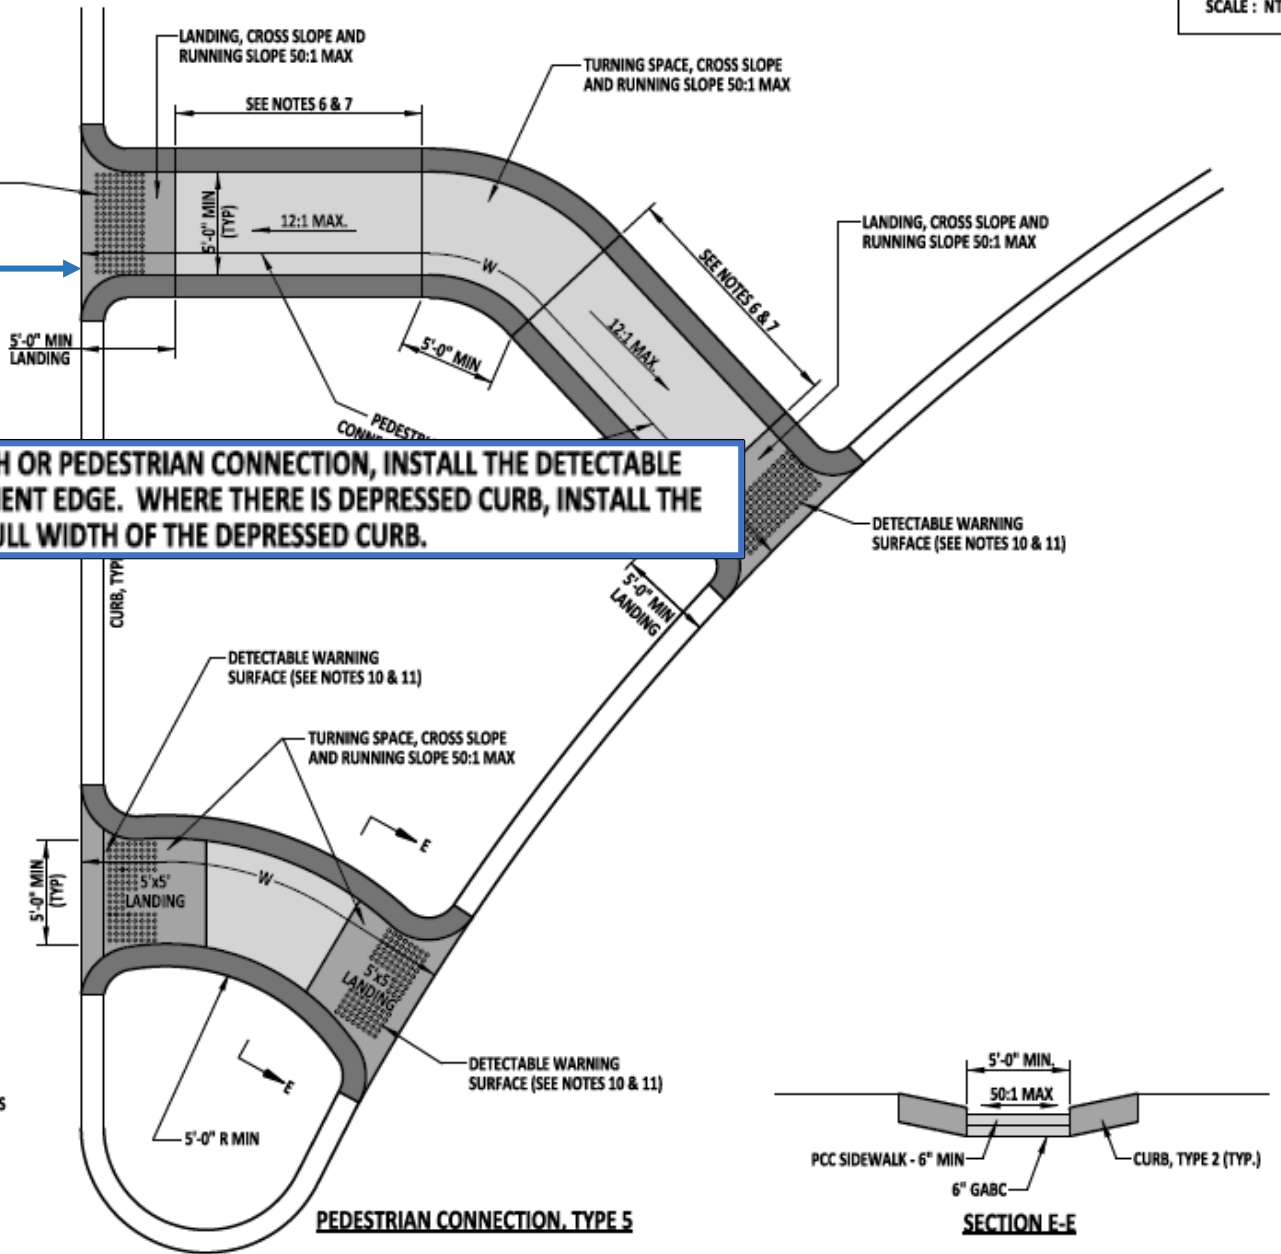 SCALE : NT
LANDING, CROSS SLOPE AND
RUNNING SLOPE 50:1 MAX
TURNING SPACE, CROSS SLOPE
AND RUNNING SLOPE 50:1 MAX
SEE NOTES 6 & 7
5'-0" MIN
(TYP)
12:1 MAX.
W
LANDING, CROSS SLOPE AND
RUNNING SLOPE 50:1 MAX
SEE NOTES 6 & 7
12:1 MAX.
5'-0" MIN
LANDING
5'-0" MIN
PEDESTRI
CONN
H OR PEDESTRIAN CONNECTION, INSTALL THE DETECTABLE
MENT EDGE.  WHERE THERE IS DEPRESSED CURB, INSTALL THE
ULL WIDTH OF THE DEPRESSED CURB.
DETECTABLE WARNING
SURFACE (SEE NOTES 10 & 11)
5'-0" MIN
LANDING
CURB, TYP
DETECTABLE WARNING
SURFACE (SEE NOTES 10 & 11)
TURNING SPACE, CROSS SLOPE
AND RUNNING SLOPE 50:1 MAX
E
5'-0" MIN
(TYP)
5'x5'
LANDING
W
5'x5'
LANDING
E
DETECTABLE WARNING
SURFACE (SEE NOTES 10 & 11)
S
5'-0" R MIN
PEDESTRIAN CONNECTION, TYPE 5
5'-0" MIN.
50:1 MAX
PCC SIDEWALK - 6" MIN
CURB, TYPE 2 (TYP.)
6" GABC
SECTION E-E